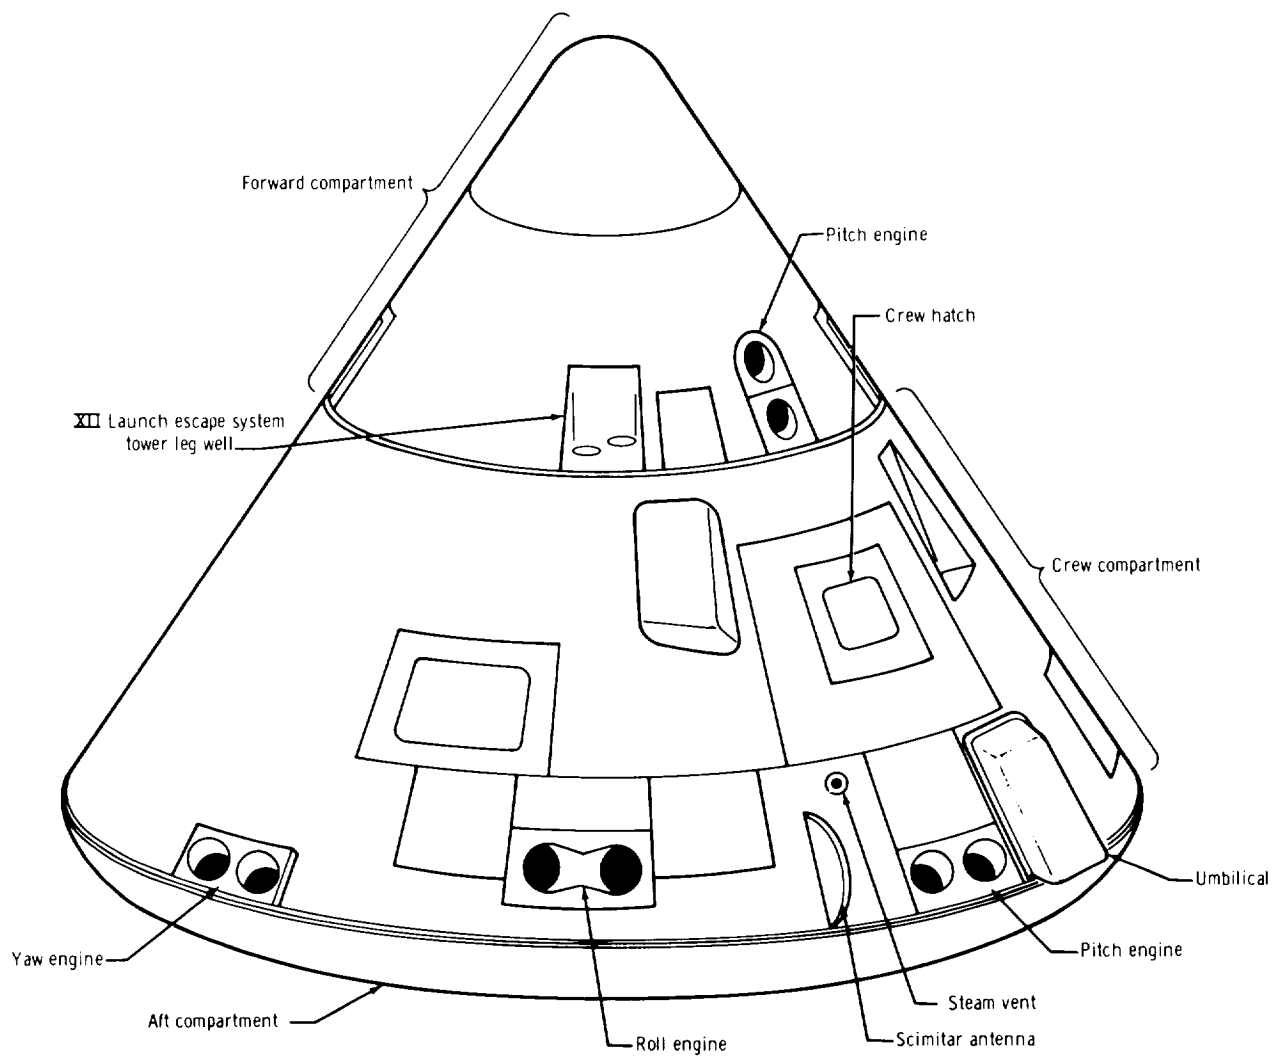 Forward compartment
Pitch engine
Crew hatch
XII Launch escape system
tower leg well
Crew compartment
Umbilical
Yaw engine
Pitch engine
Aft compartment
Steam vent
Scimitar antenna
Roll engine